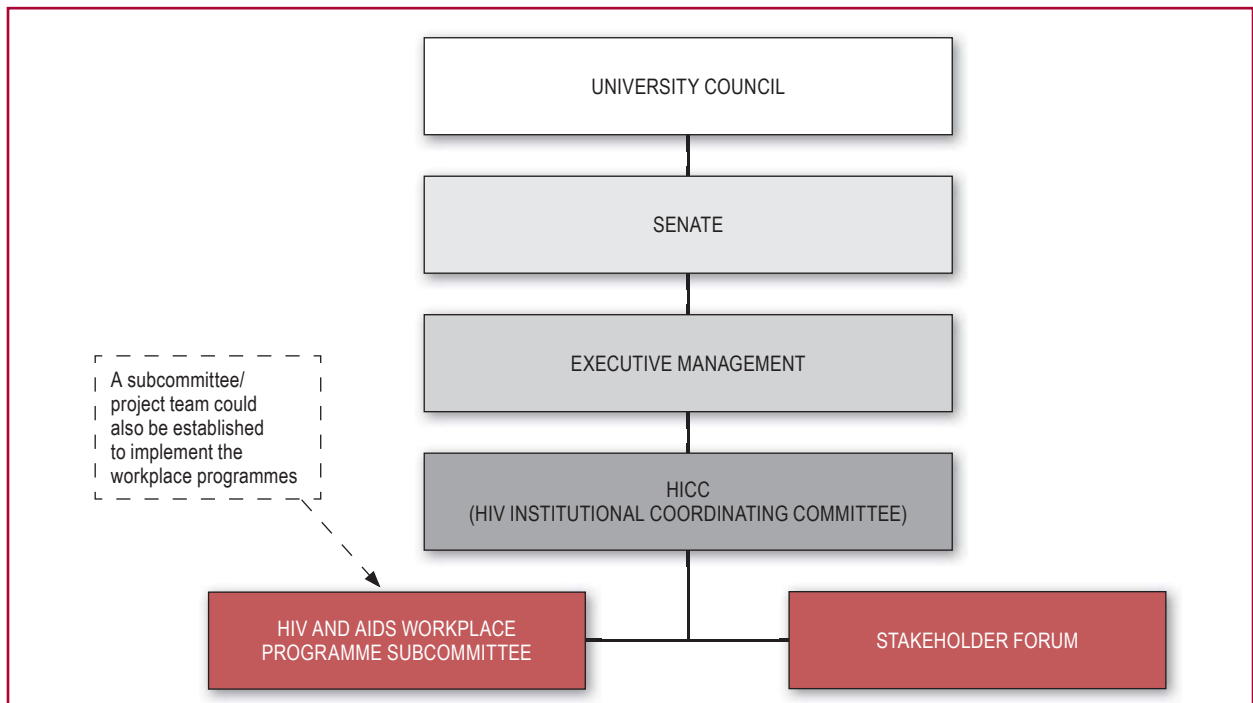 UNIVERSITY COUNCIL
SENATE
EXECUTIVE MANAGEMENT
A subcommittee/
project team could
also be established
to implement the
workplace programmes
HICC
(HIV INSTITUTIONAL COORDINATING COMMITTEE)
HIV AND AIDS WORKPLACE
PROGRAMME SUBCOMMITTEE
STAKEHOLDER FORUM